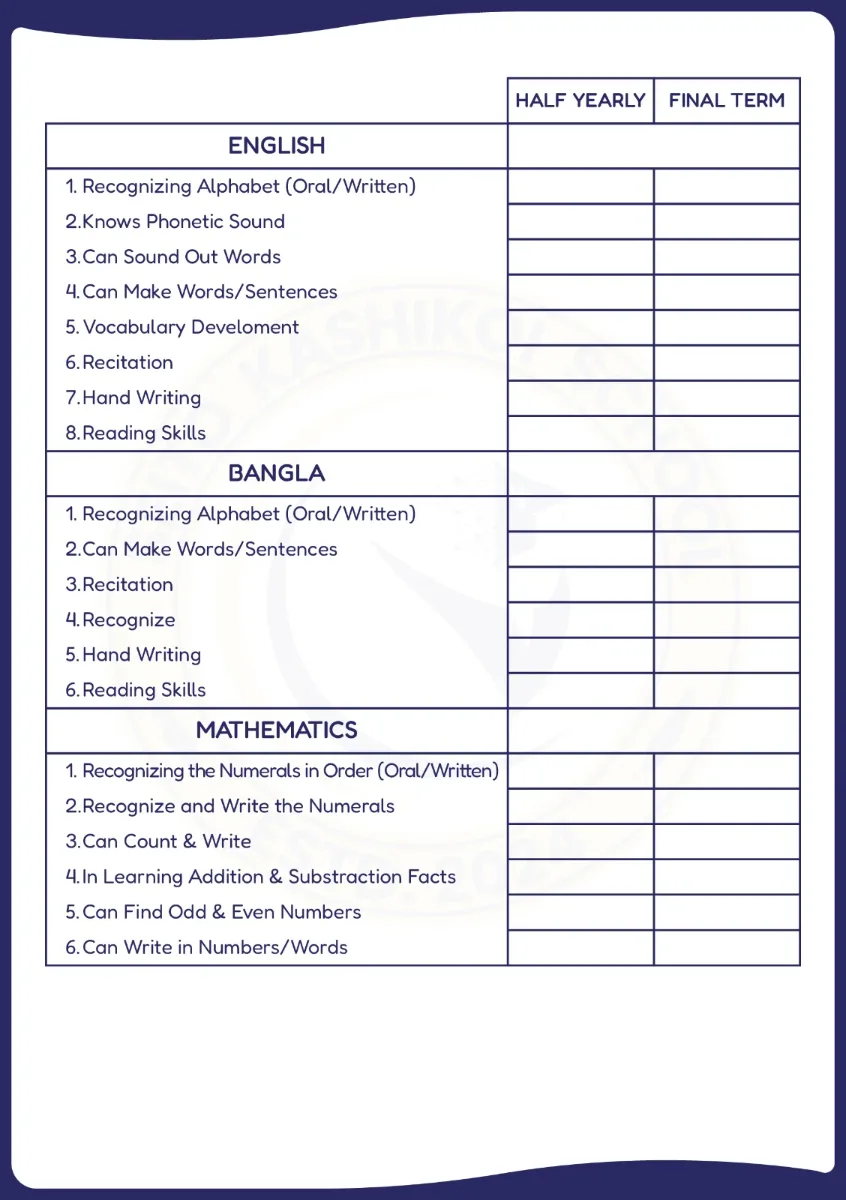 HALF YEARLY FINAL TERM
ENGLISH
1. Recognizing Alphabet (Oral/Written)
2.Knows Phonetic Sound
3.Can Sound Out Words
4.Can Make Words/Sentences
5. Vocabulary Develoment
6.Recitation
7.Hand Writing
8.Reading Skills
BANGLA
1. Recognizing Alphabet (Oral/Written)
2.Can Make Words/Sentences
3.Recitation
4.Recognize
5.Hand Writing
6.Reading Skills
MATHEMATICS
1. Recognizing the Numerals in Order (Oral/Written)
2.Recognize and Write the Numerals
3.Can Count & Write
4.In Learning Addition & Substraction Facts
5.Can Find Odd & Even Numbers
6.Can Write in Numbers/Words
KASHIKOI SCHOOL
ESTD. 2024